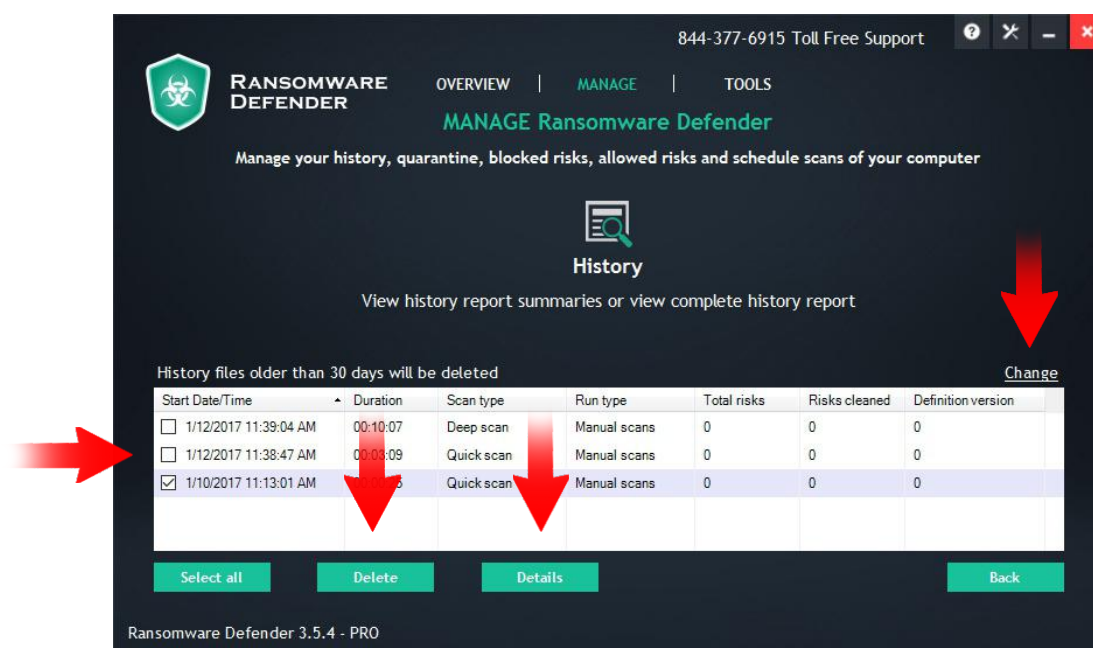 844-377-6915 Toll Free Support
RANSOMWARE DEFENDER
OVERVIEW | MANAGE | TOOLS
MANAGE Ransomware Defender
Manage your history, quarantine, blocked risks, allowed risks and schedule scans of your computer
History
View history report summaries or view complete history report
History files older than 30 days will be deleted Change
Start Date/Time Duration Scan type Run type Total risks Risks cleaned Definition version
1/12/2017 11:39:04 AM 00:10:07 Deep scan Manual scans 0 0 0
1/12/2017 11:38:47 AM 00:03:09 Quick scan Manual scans 0 0 0
1/10/2017 11:13:01 AM Quick scan Manual scans 0 0 0
Select all Delete Details Back
Ransomware Defender 3.5.4 - PRO